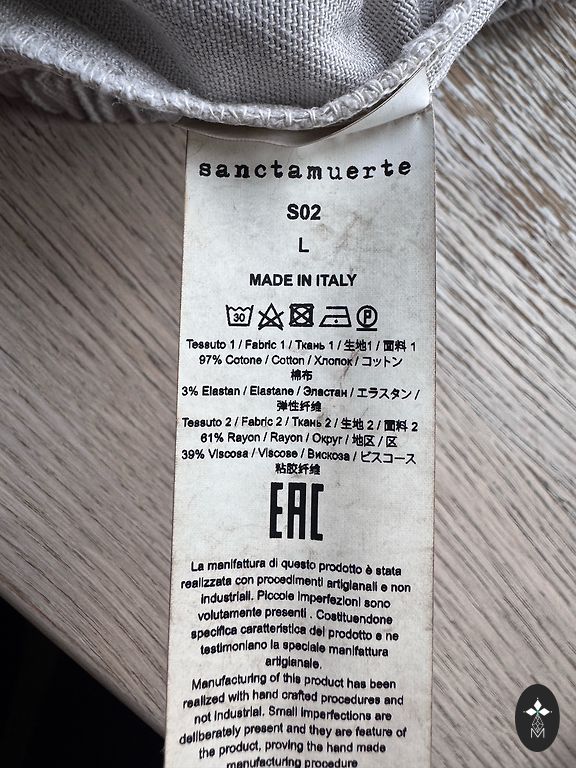 sanctamuerte
S02
L
MADE IN ITALY
30 P
Tessuto 1 / Fabric 1 / Ткань 1 / 生地1 / 面料 1
97% Cotone / Cotton / Хлопок / コットン
棉布
3% Elastan / Elastane / Эластан / エラスタン /
弹性纤维
Tessuto 2 / Fabric 2 / Ткань 2 / 生地 2 / 面料 2
61% Rayon / Rayon / Округ / 地区 / 区
39% Viscosa / Viscose / Вискоза / ビスコース
粘胶纤维
EAC
La manifattura di questo prodotto è stata
realizzata con procedimenti artigianali e non
industriali. Piccole imperfezioni sono
volutamente presenti . Costituendone
specifica caratteristica del prodotto e ne
testimoniano la speciale manifattura
artigianale.
Manufacturing of this product has been
realized with hand crafted procedures and
not industrial. Small imperfections are
deliberately present and they are feature of
the product, proving the hand made
manufacturing procedure
M